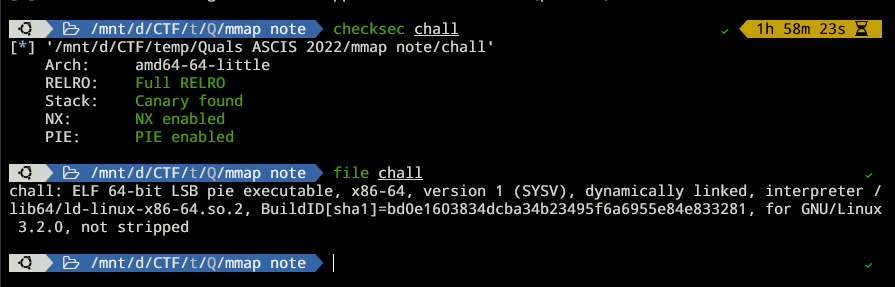 /mnt/d/CTF/t/Q/mmap note checksec chall ✓ 1h 58m 23s
[*] '/mnt/d/CTF/temp/Quals ASCIS 2022/mmap note/chall'
Arch: amd64-64-little
RELRO: Full RELRO
Stack: Canary found
NX: NX enabled
PIE: PIE enabled
/mnt/d/CTF/t/Q/mmap note file chall ✓
chall: ELF 64-bit LSB pie executable, x86-64, version 1 (SYSV), dynamically linked, interpreter /
lib64/ld-linux-x86-64.so.2, BuildID[sha1]=bd0e1603834dcba34b23495f6a6955e84e833281, for GNU/Linux
3.2.0, not stripped
/mnt/d/CTF/t/Q/mmap note ✓